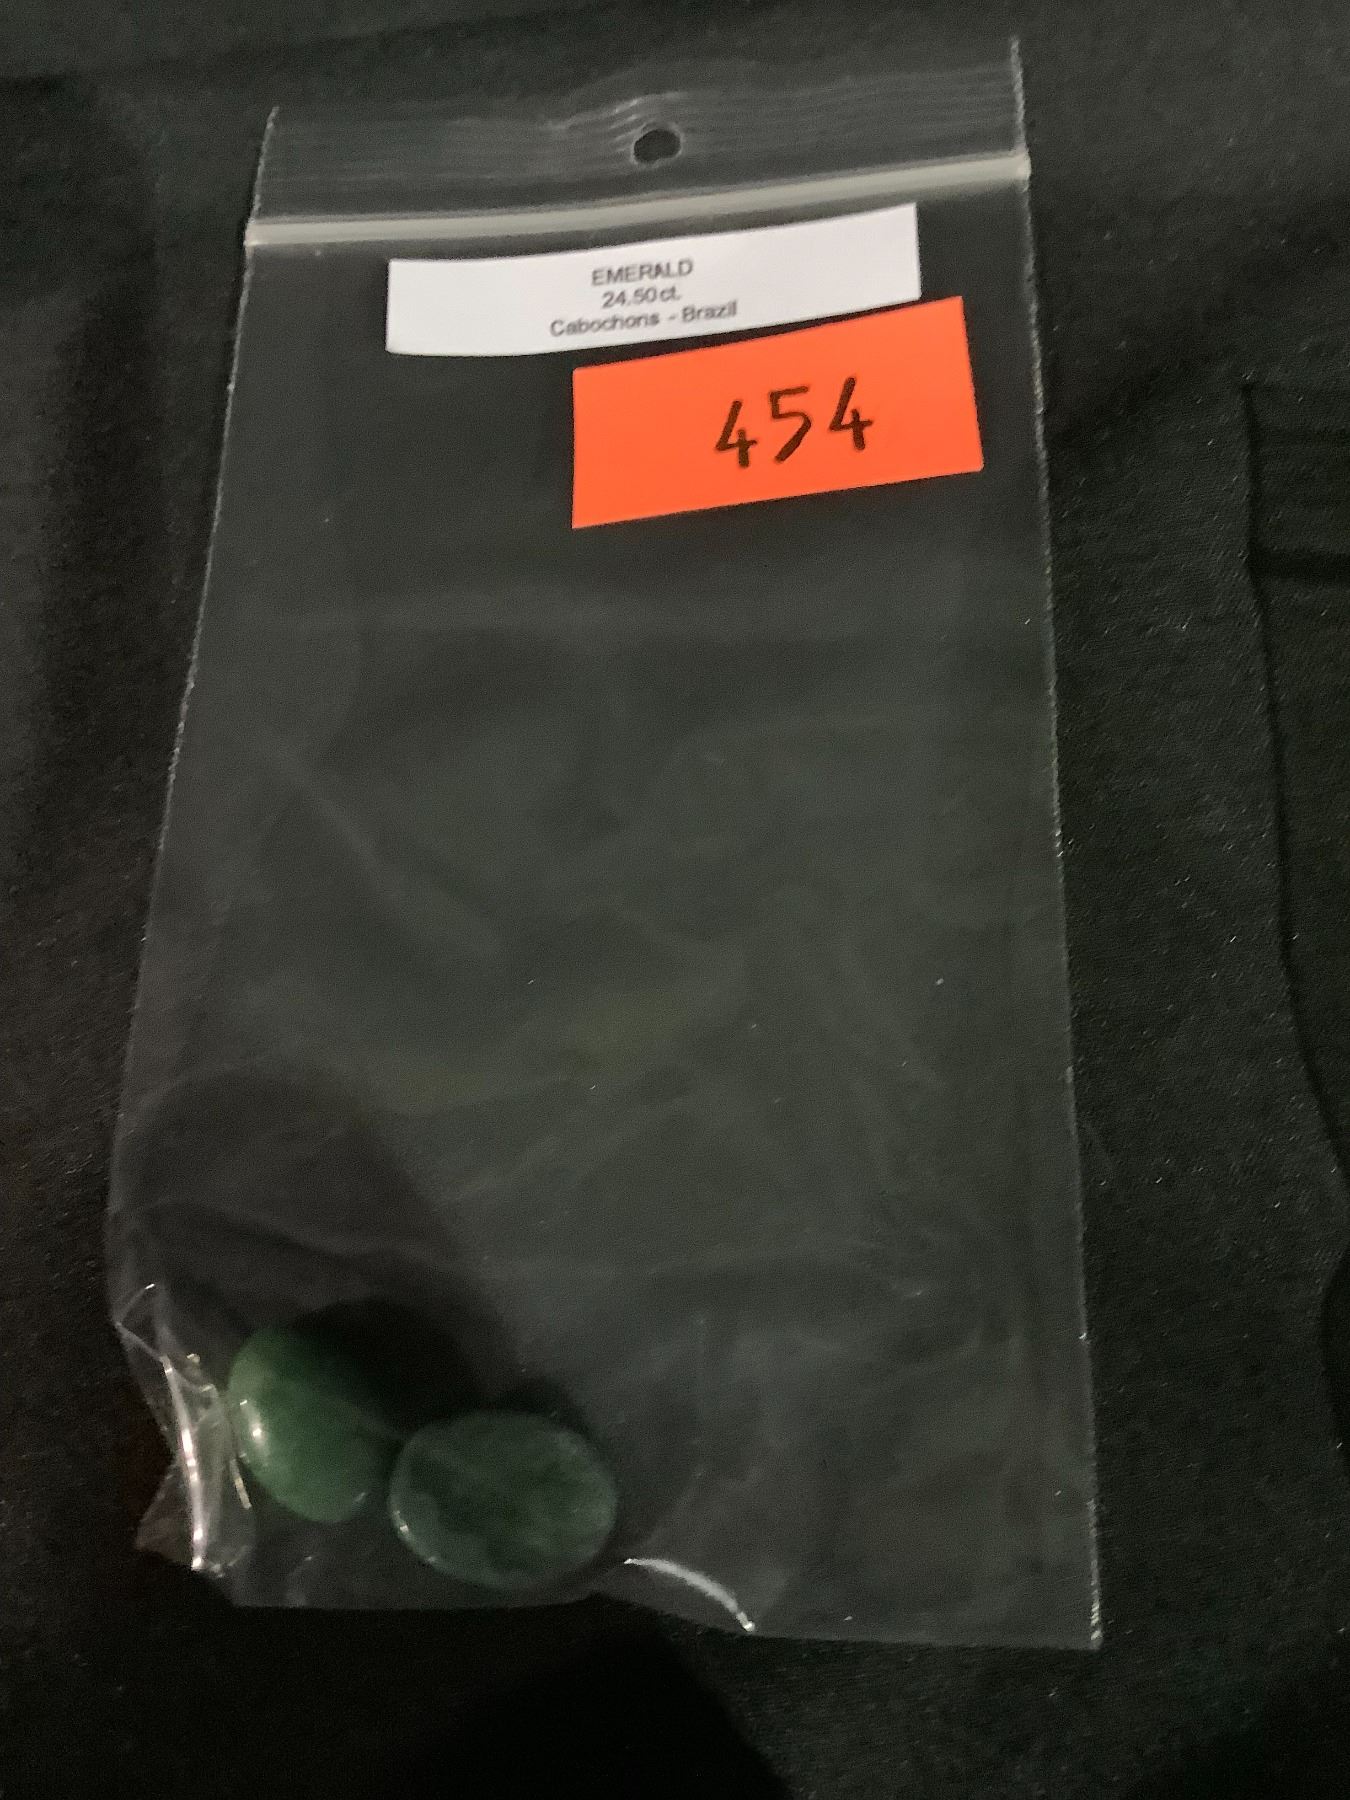 EMERALD
24.50ct.
Cabochons - Brazil
454